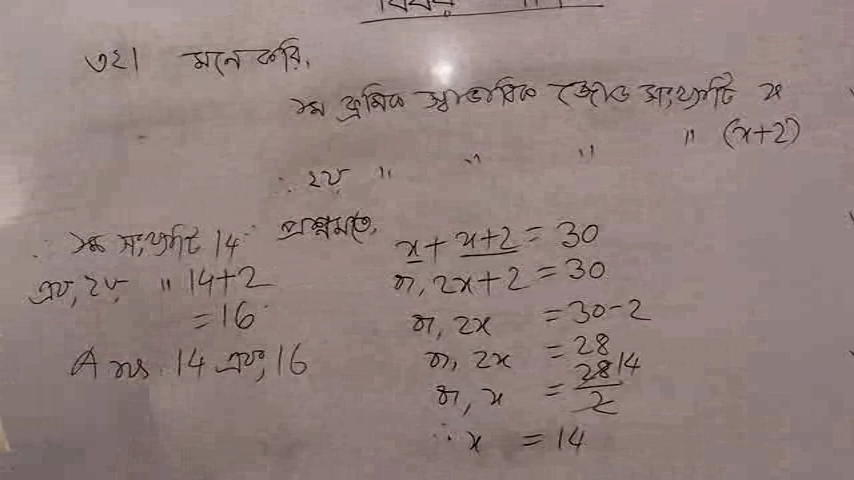 ৩২। মনে করি,
১ম ক্রমিক স্বাভাবিক জোড় সংখ্যাটি x
∴ ২য় " " " " (x+2)
প্রশ্নমতে,
x + x+2 = 30
বা, 2x+2 = 30
বা, 2x = 30-2
বা, 2x = 28
বা, x = 28/2 14
∴ x = 14
∴ ১ম সংখ্যাটি 14
এবং ২য় " 14+2
= 16
Ans. 14 এবং 16